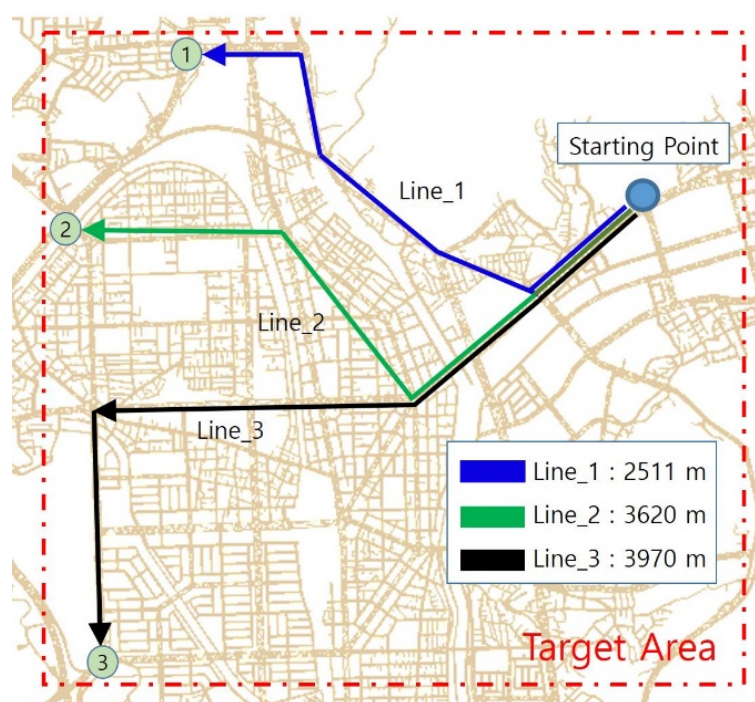 1
Starting Point
Line_1
2
Line_2
Line_3
Line_1 : 2511 m
Line_2 : 3620 m
Line_3 : 3970 m
3
Target Area